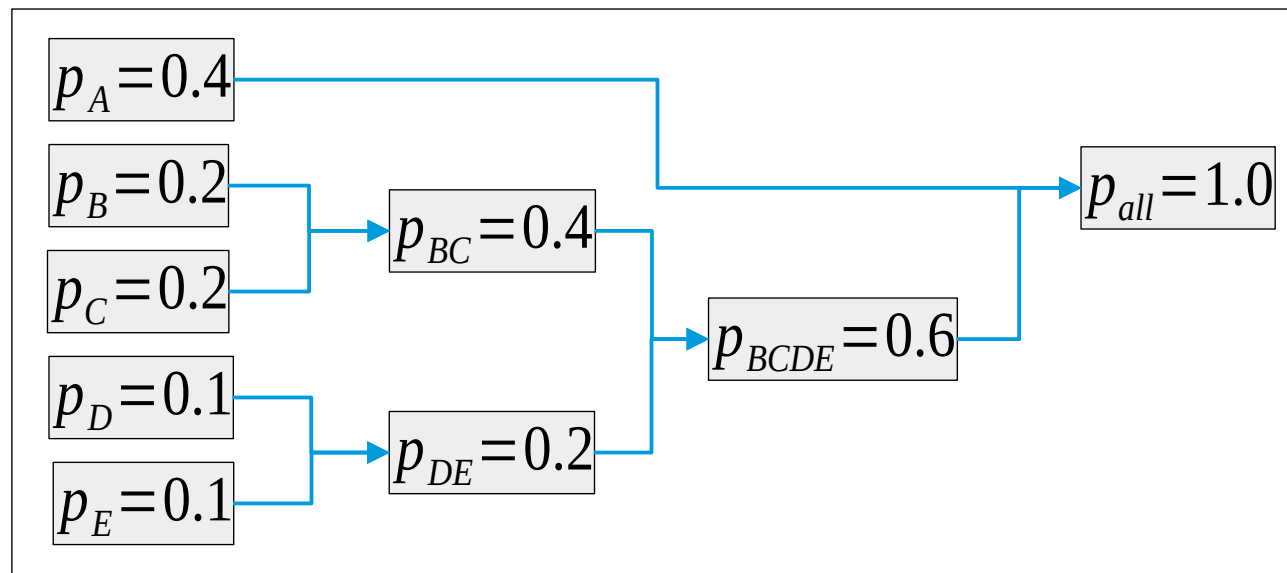 p_A = 0.4
p_B = 0.2
p_C = 0.2
p_D = 0.1
p_E = 0.1
p_BC = 0.4
p_DE = 0.2
p_BCDE = 0.6
p_all = 1.0